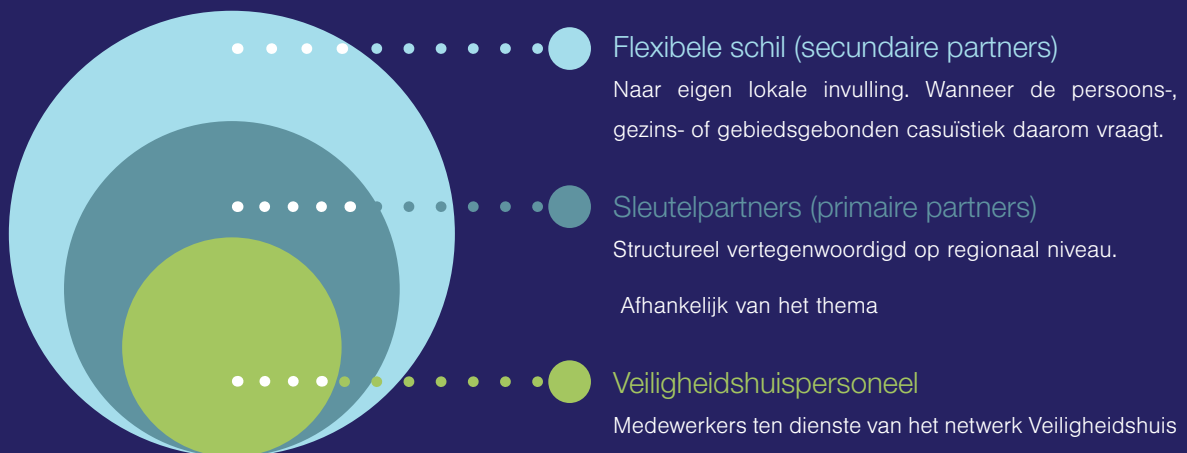 Flexibele schil (secundaire partners)
Naar eigen lokale invulling. Wanneer de persoons-,
gezins- of gebiedsgebonden casuïstiek daarom vraagt.
Sleutelpartners (primaire partners)
Structureel vertegenwoordigd op regionaal niveau.
Afhankelijk van het thema
Veiligheidshuispersoneel
Medewerkers ten dienste van het netwerk Veiligheidshuis